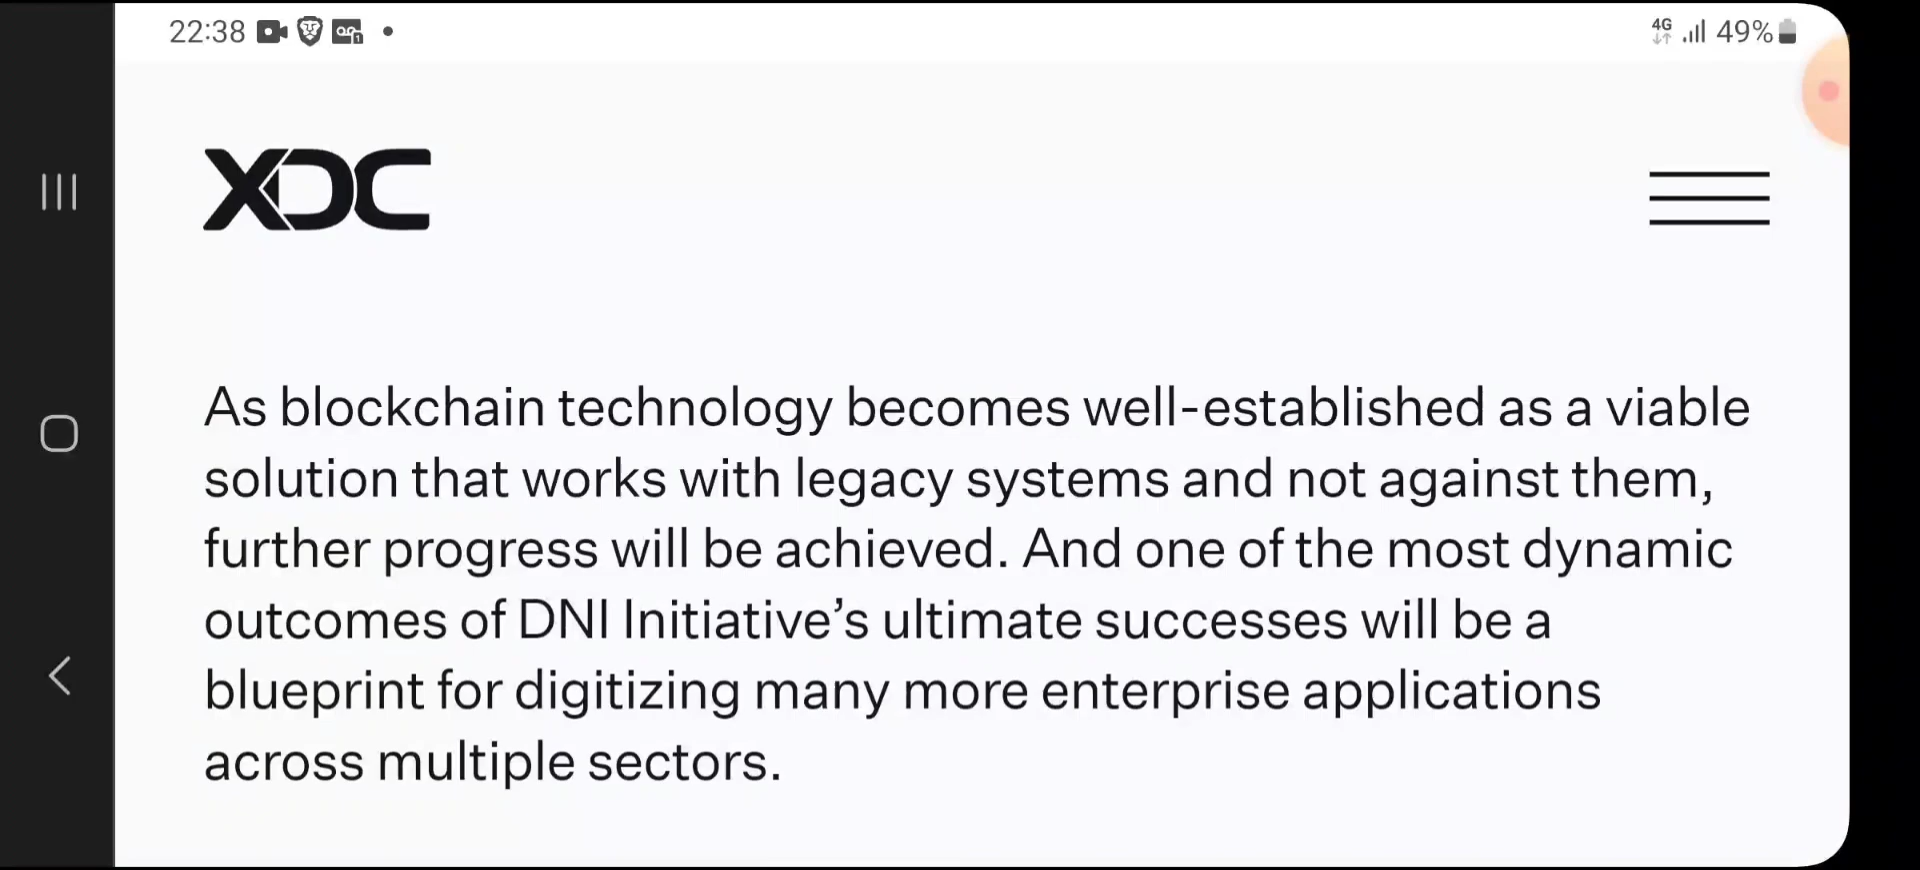 22:38
4G 49%
XDC
As blockchain technology becomes well-established as a viable
solution that works with legacy systems and not against them,
further progress will be achieved. And one of the most dynamic
outcomes of DNI Initiative’s ultimate successes will be a
blueprint for digitizing many more enterprise applications
across multiple sectors.